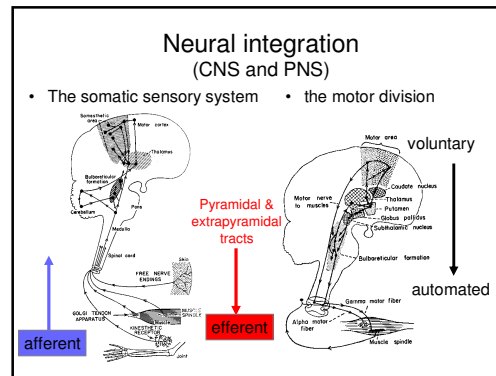 Neural integration
(CNS and PNS)
• The somatic sensory system
Somesthetic
area
Motor cortex
Thalamus
Bulboreticular
formation
Pons
Cerebellum
Medulla
Spinal cord
Skin
FREE NERVE
ENDINGS
GOLGI TENDON
APPARATUS
MUSCLE
SPINDLE
Muscle
KINESTHETIC
RECEPTOR
Joint
afferent
Pyramidal &
extrapyramidal
tracts
efferent
• the motor division
voluntary
Motor area
Motor nerve
to muscles
Caudate nucleus
Thalamus
Putamen
Globus pallidus
Subthalamic nucleus
Bulboreticular formation
automated
Gamma motor fiber
Alpha motor
fiber
Muscle spindle